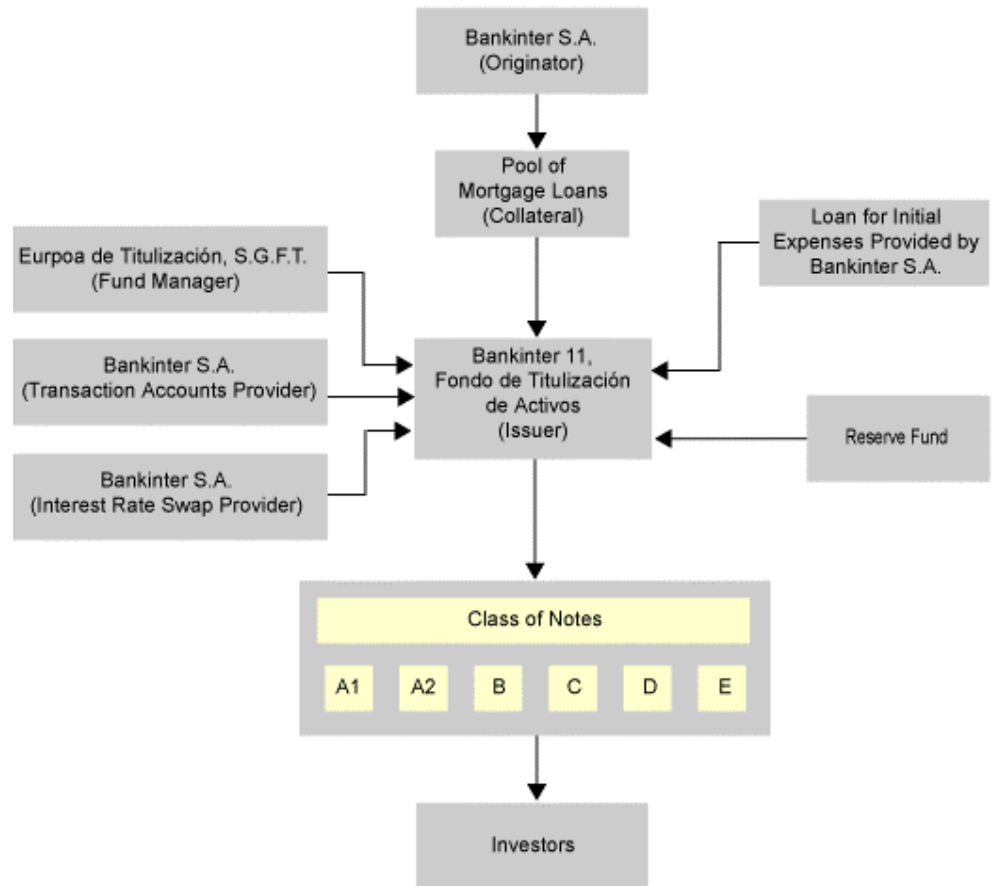 Bankinter S.A.
(Originator)
Pool of
Mortgage Loans
(Collateral)
Loan for Initial
Expenses Provided by
Bankinter S.A.
Eurpoa de Titulización, S.G.F.T.
(Fund Manager)
Bankinter S.A.
(Transaction Accounts Provider)
Bankinter S.A.
(Interest Rate Swap Provider)
Bankinter 11,
Fondo de Titulización
de Activos
(Issuer)
Reserve Fund
Class of Notes
A1 A2 B C D E
Investors